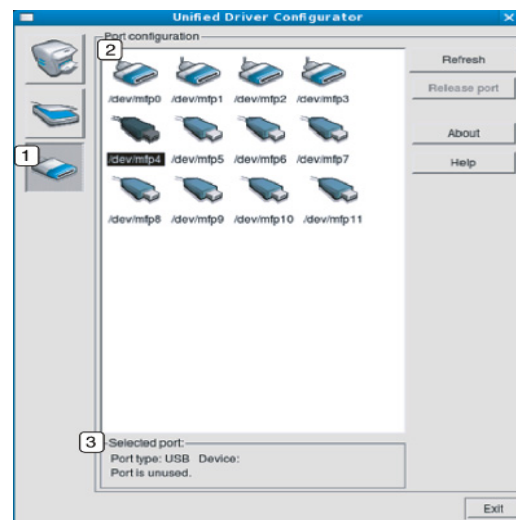 Unified Driver Configurator
Port configuration
2
/dev/mfp0 /dev/mfp1 /dev/mfp2 /dev/mfp3
/dev/mfp4 /dev/mfp5 /dev/mfp6 /dev/mfp7
/dev/mfp8 /dev/mfp9 /dev/mfp10 /dev/mfp11
Refresh
Release port
About
Help
1
3
Selected port:
Port type: USB Device:
Port is unused.
Exit